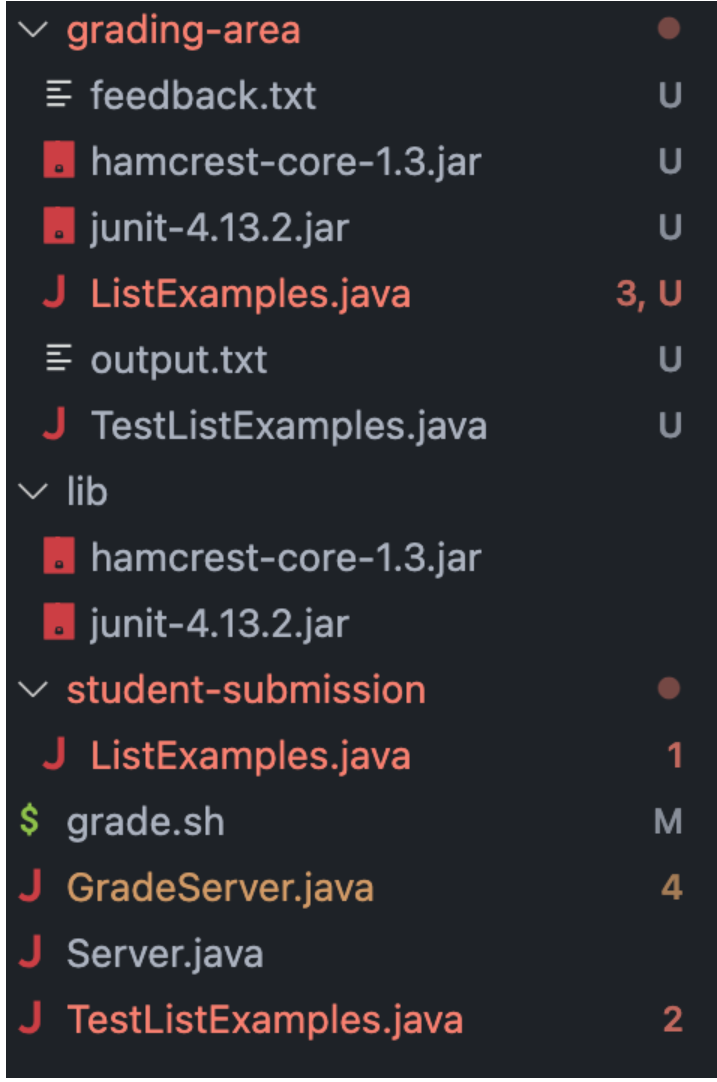 grading-area
feedback.txt U
hamcrest-core-1.3.jar U
junit-4.13.2.jar U
J ListExamples.java 3, U
output.txt U
J TestListExamples.java U
lib
hamcrest-core-1.3.jar
junit-4.13.2.jar
student-submission
J ListExamples.java 1
$ grade.sh M
J GradeServer.java 4
J Server.java
J TestListExamples.java 2